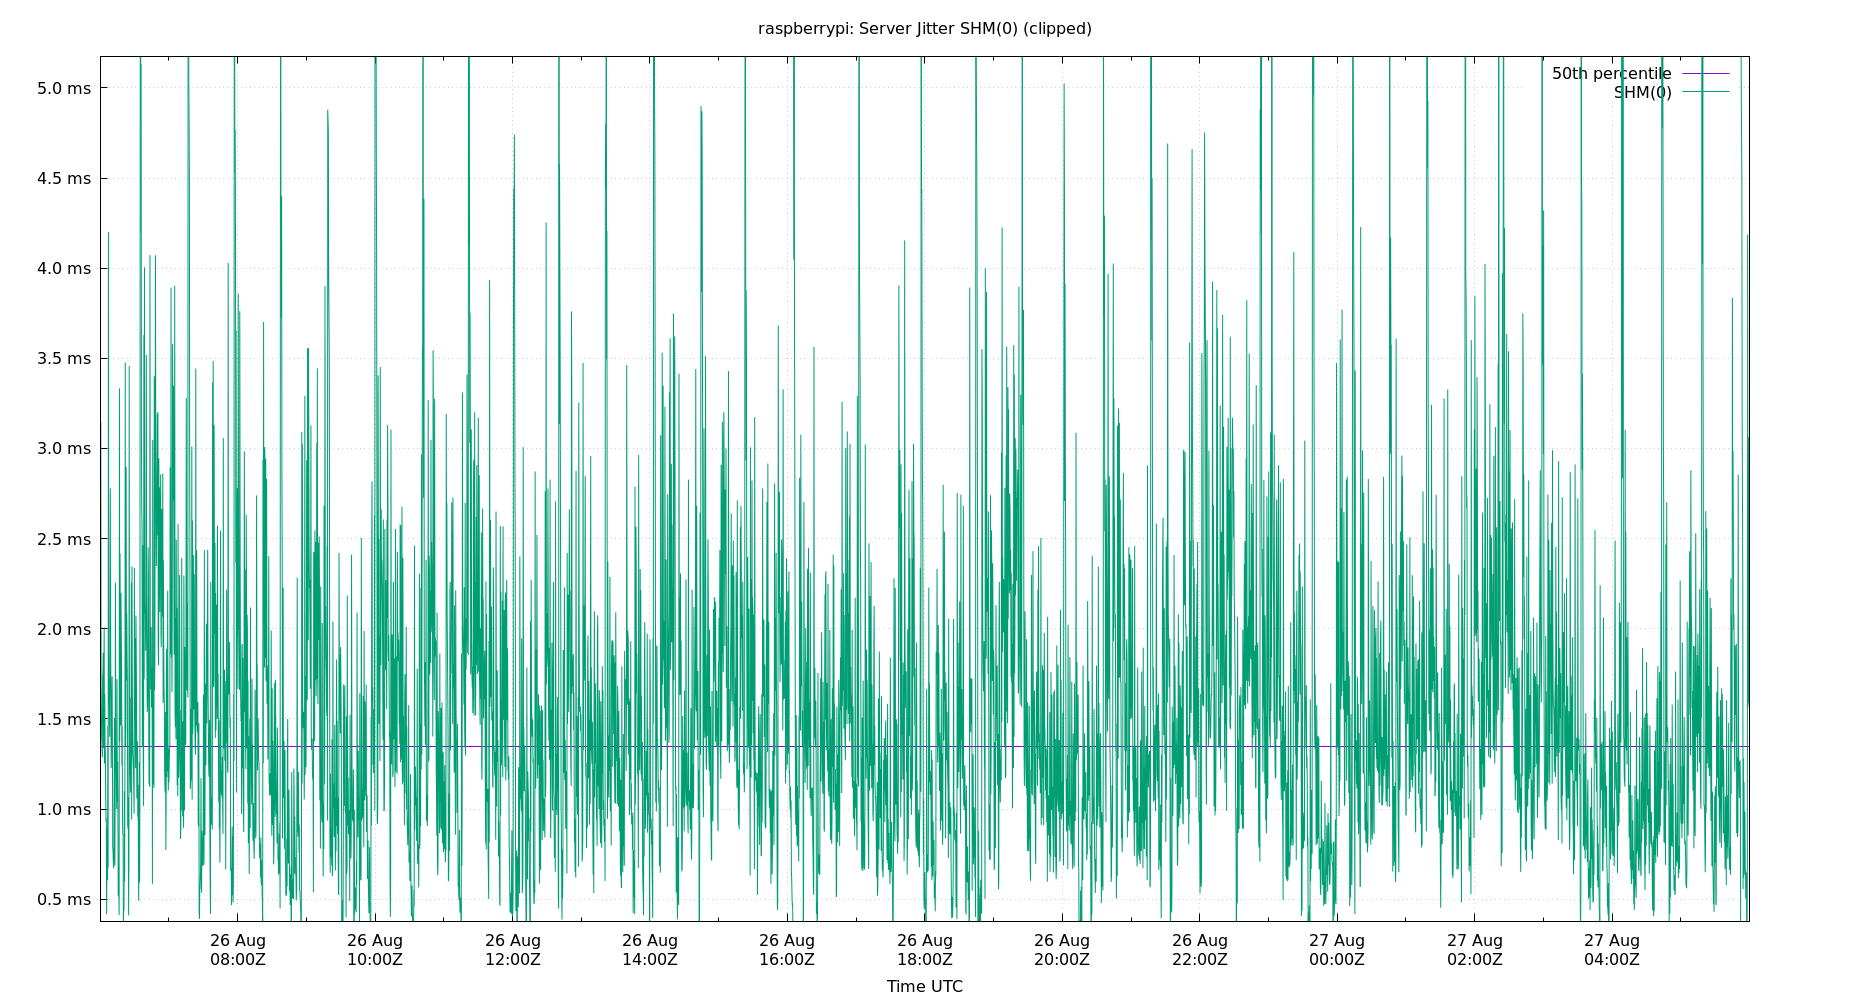 raspberrypi: Server Jitter SHM(0) (clipped)
50th percentile
SHM(0)
5.0 ms
4.5 ms
4.0 ms
3.5 ms
3.0 ms
2.5 ms
2.0 ms
1.5 ms
1.0 ms
0.5 ms
26 Aug 26 Aug 26 Aug 26 Aug 26 Aug 26 Aug 26 Aug 26 Aug 27 Aug 27 Aug 27 Aug
08:00Z 10:00Z 12:00Z 14:00Z 16:00Z 18:00Z 20:00Z 22:00Z 00:00Z 02:00Z 04:00Z
Time UTC